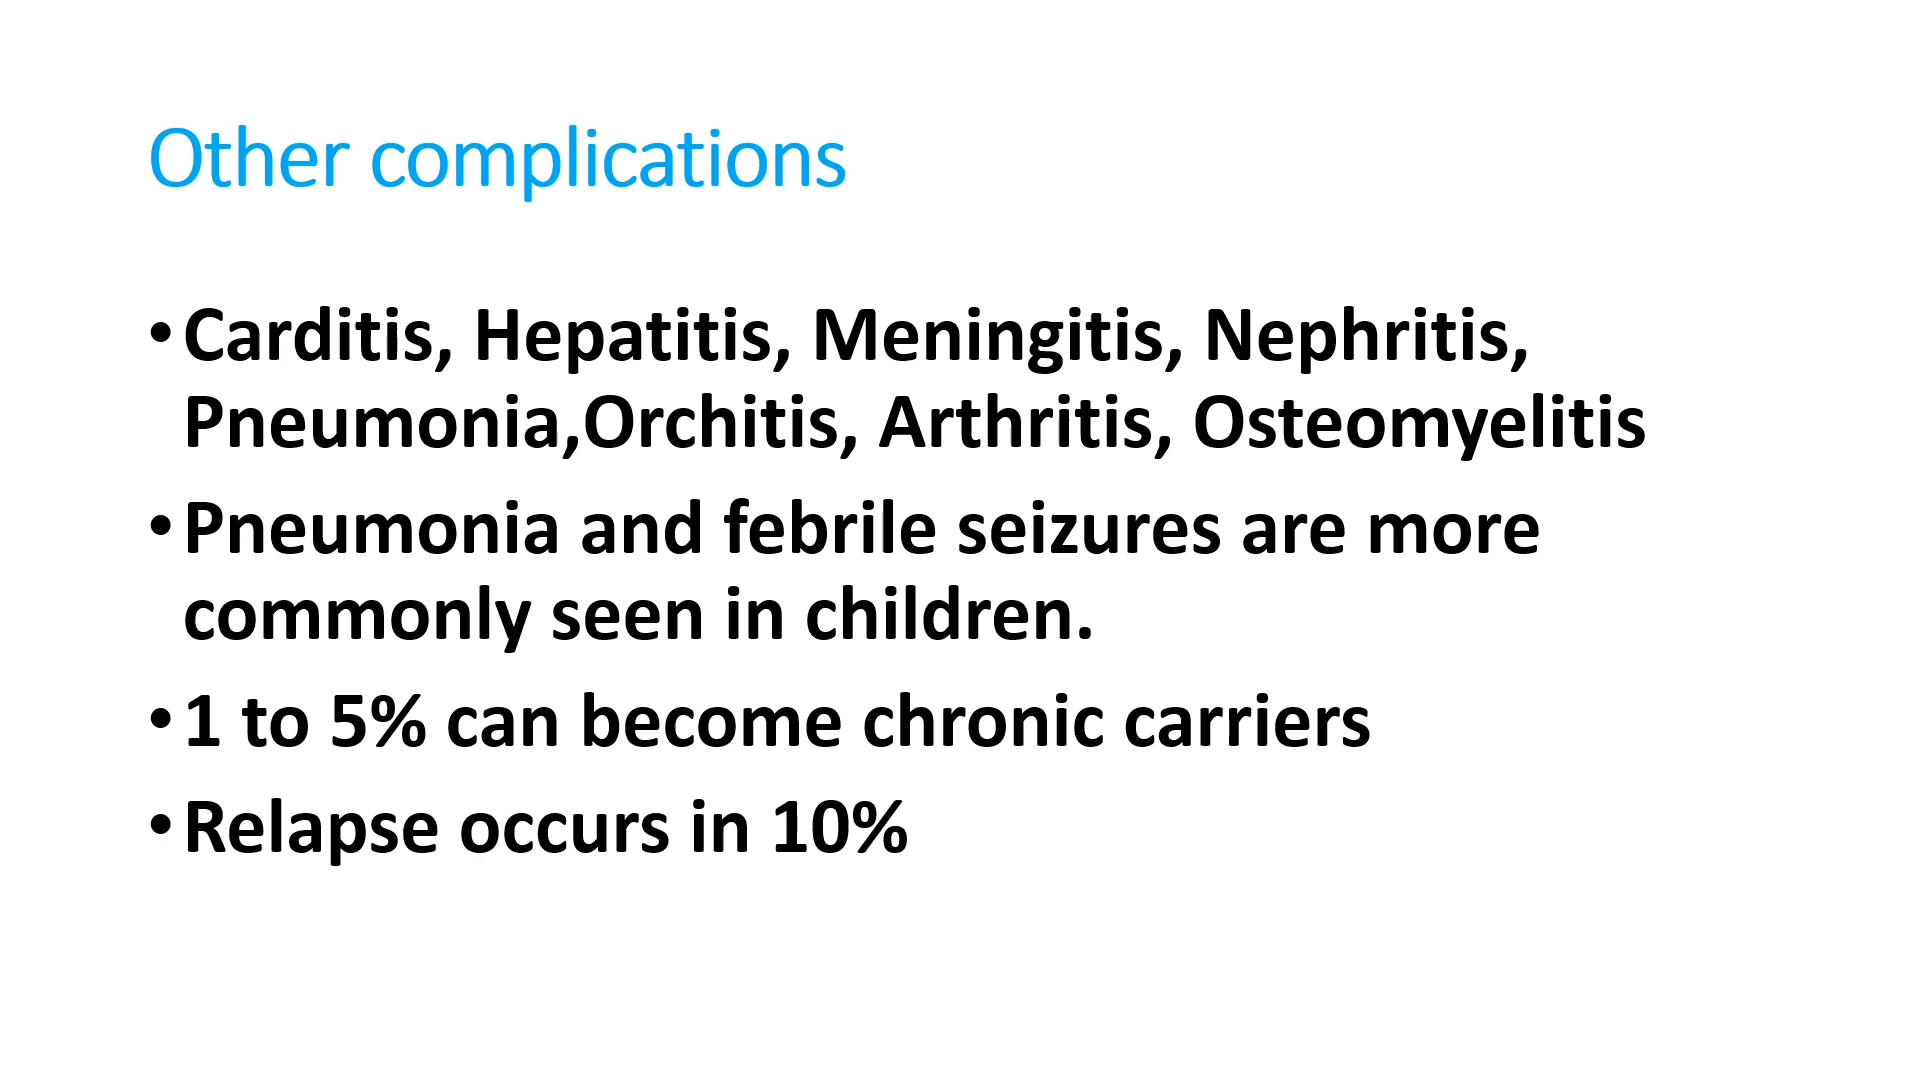 Other complications
•Carditis, Hepatitis, Meningitis, Nephritis,
Pneumonia,Orchitis, Arthritis, Osteomyelitis
•Pneumonia and febrile seizures are more
commonly seen in children.
•1 to 5% can become chronic carriers
•Relapse occurs in 10%